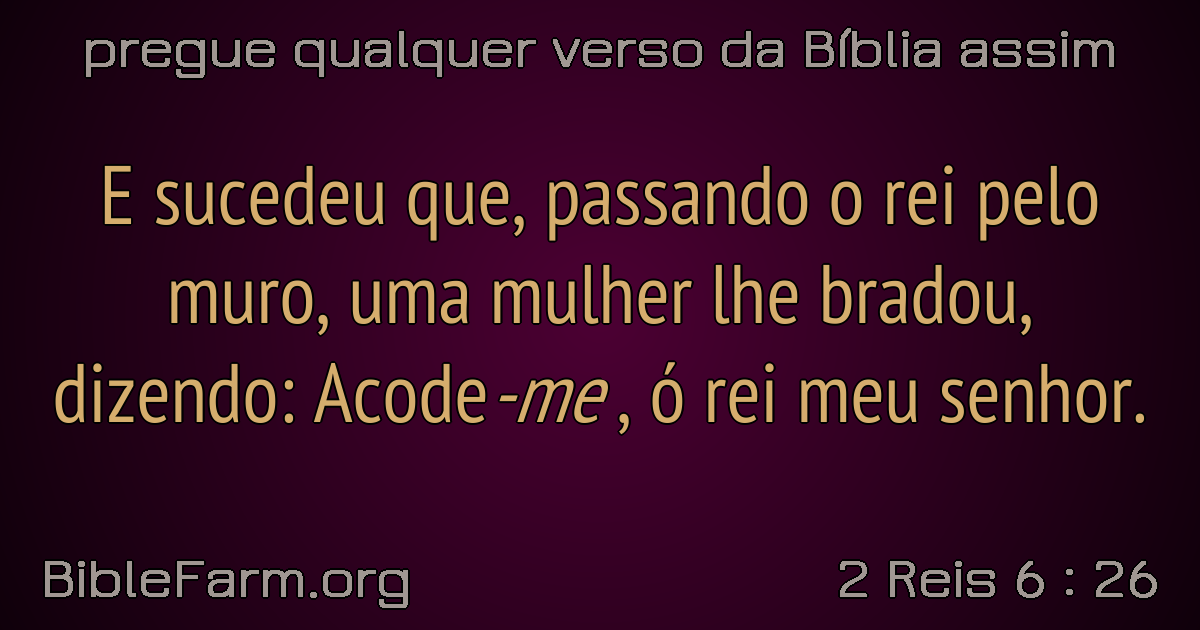 pregue qualquer verso da Bíblia assim
E sucedeu que, passando o rei pelo
muro, uma mulher lhe bradou,
dizendo: Acode-me, ó rei meu senhor.
BibleFarm.org
2 Reis 6 : 26